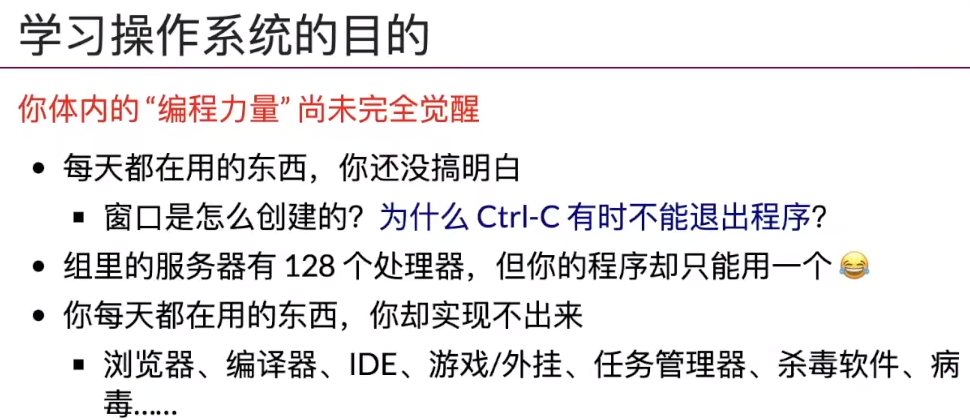 学习操作系统的目的
你体内的 “编程力量” 尚未完全觉醒
• 每天都在用的东西，你还没搞明白
▪ 窗口是怎么创建的？为什么 Ctrl-C 有时不能退出程序？
• 组里的服务器有 128 个处理器，但你的程序却只能用一个 😂
• 你每天都在用的东西，你却实现不出来
▪ 浏览器、编译器、IDE、游戏/外挂、任务管理器、杀毒软件、病
毒......